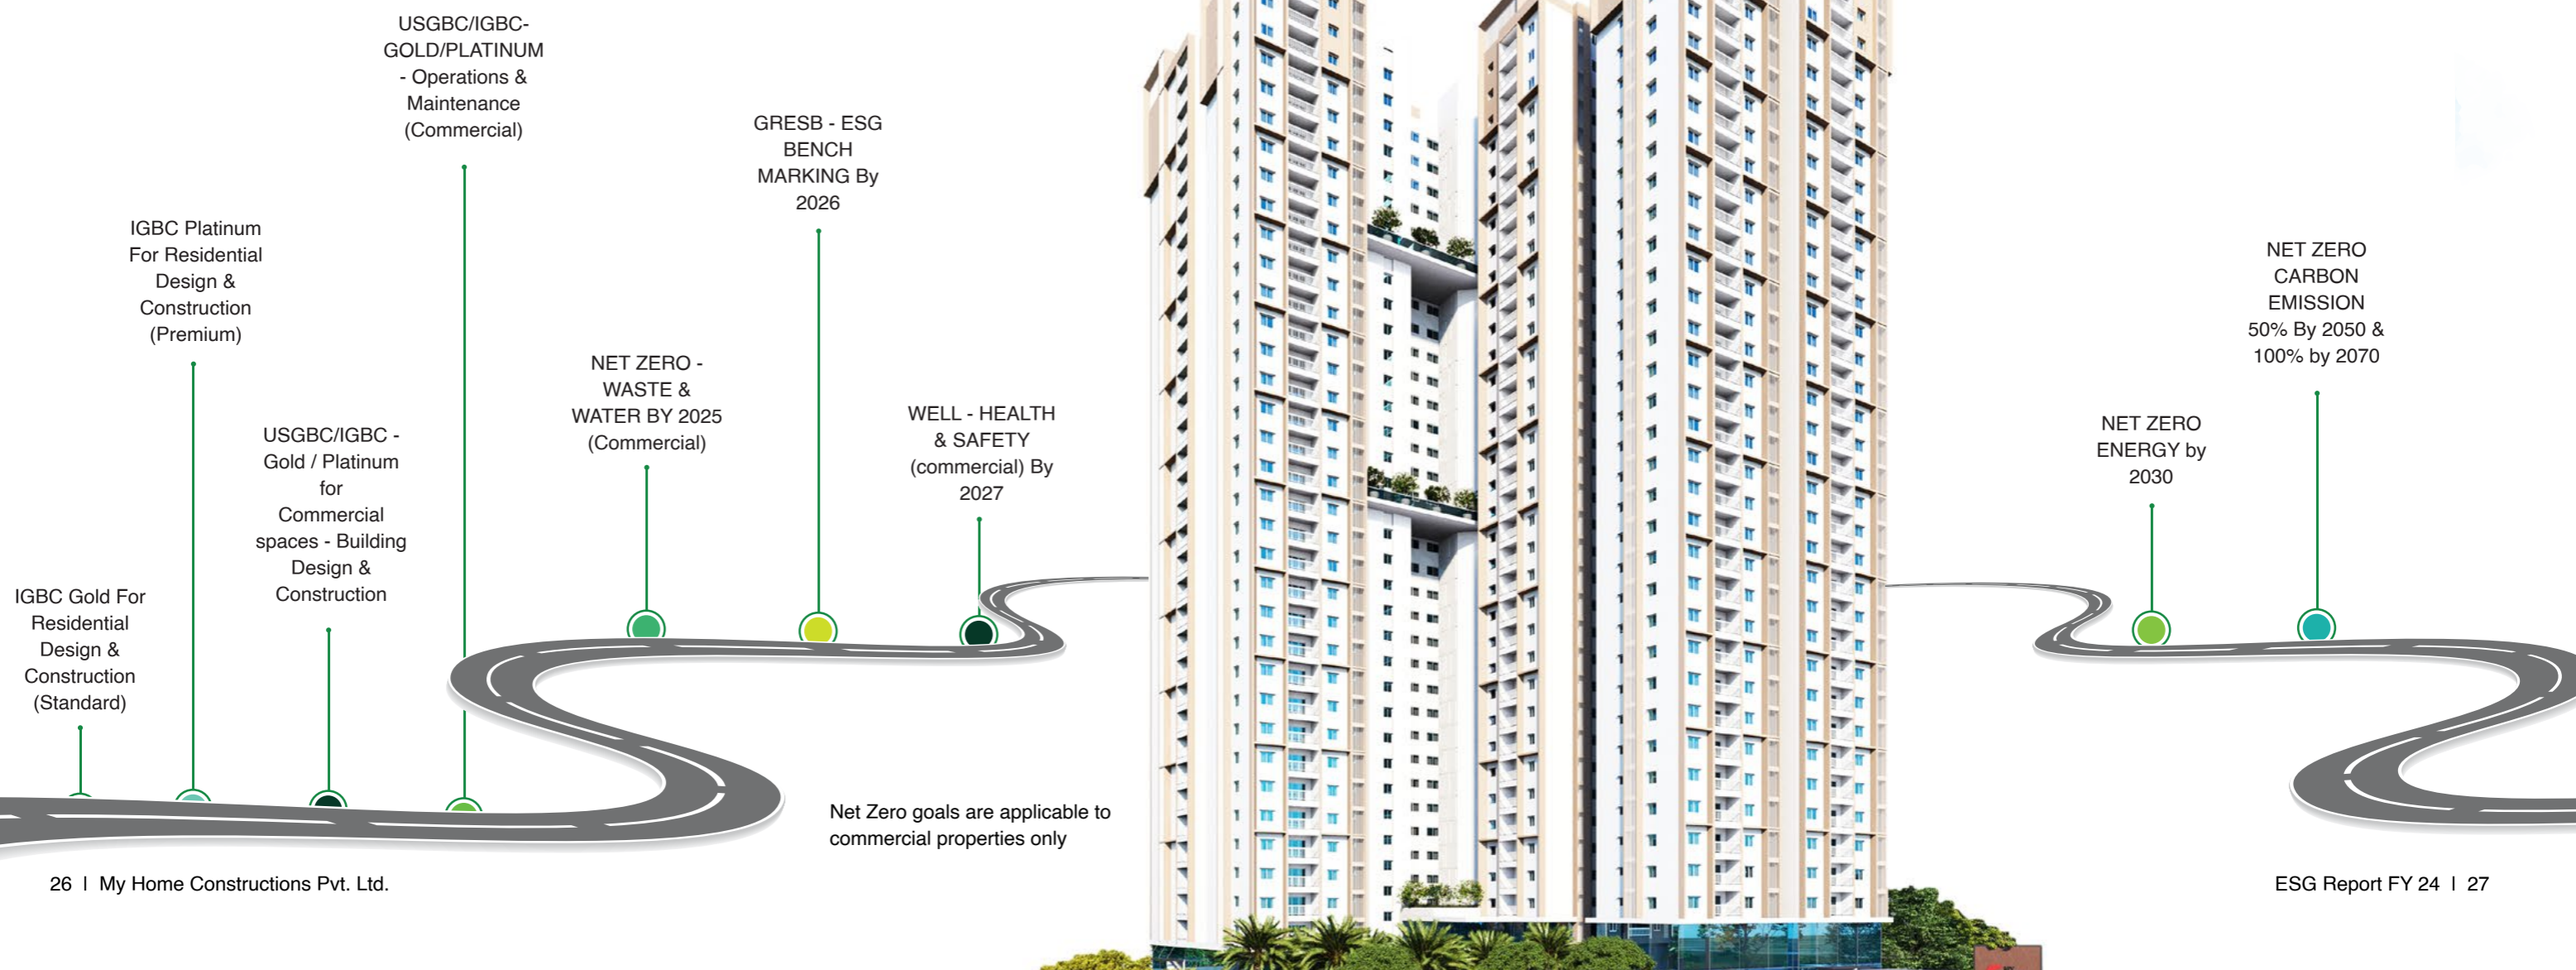 USGBC/IGBC-
GOLD/PLATINUM
- Operations &
Maintenance
(Commercial)
GRESB - ESG
BENCH
MARKING By
2026
IGBC Platinum
For Residential
Design &
Construction
(Premium)
NET ZERO
CARBON
EMISSION
50% By 2050 &
100% by 2070
NET ZERO -
WASTE &
WATER BY 2025
(Commercial)
WELL - HEALTH
& SAFETY
(commercial) By
2027
NET ZERO
ENERGY by
2030
USGBC/IGBC -
Gold / Platinum
for
Commercial
spaces - Building
Design &
Construction
IGBC Gold For
Residential
Design &
Construction
(Standard)
Net Zero goals are applicable to
commercial properties only
26 | My Home Constructions Pvt. Ltd.
ESG Report FY 24 | 27